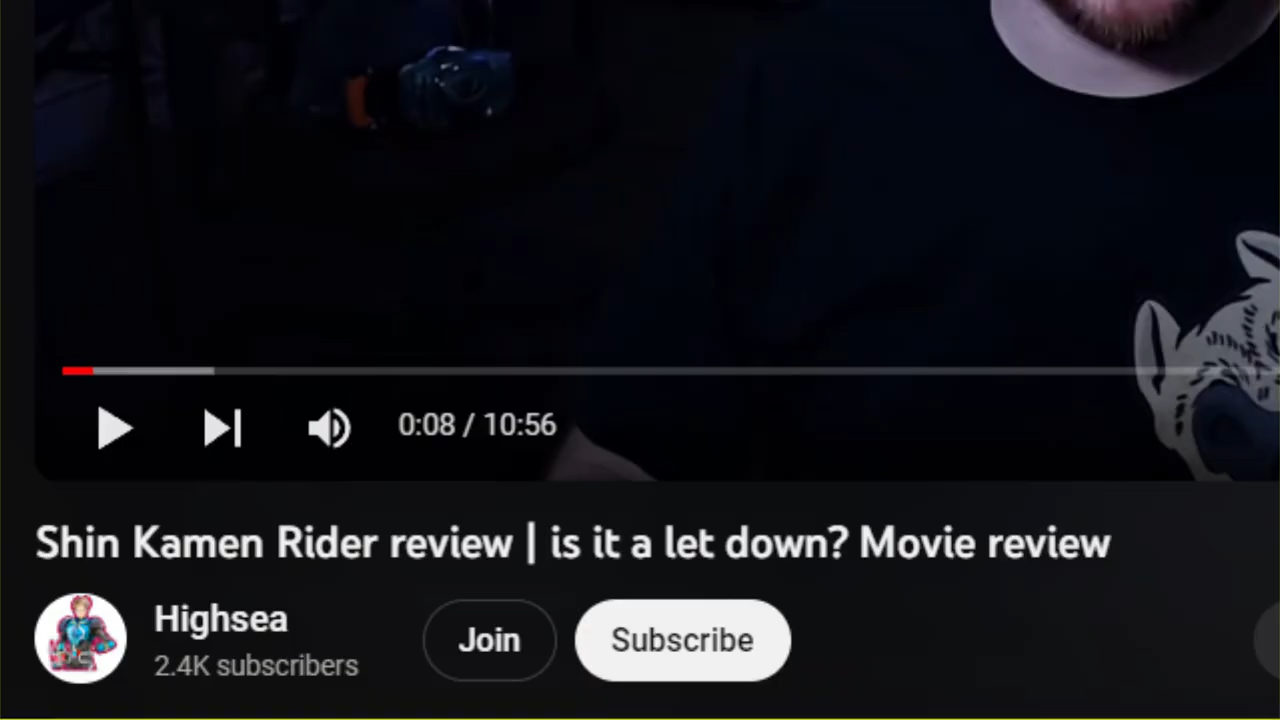 0:08 / 10:56
Shin Kamen Rider review | is it a let down? Movie review
Highsea
2.4K subscribers
Join
Subscribe